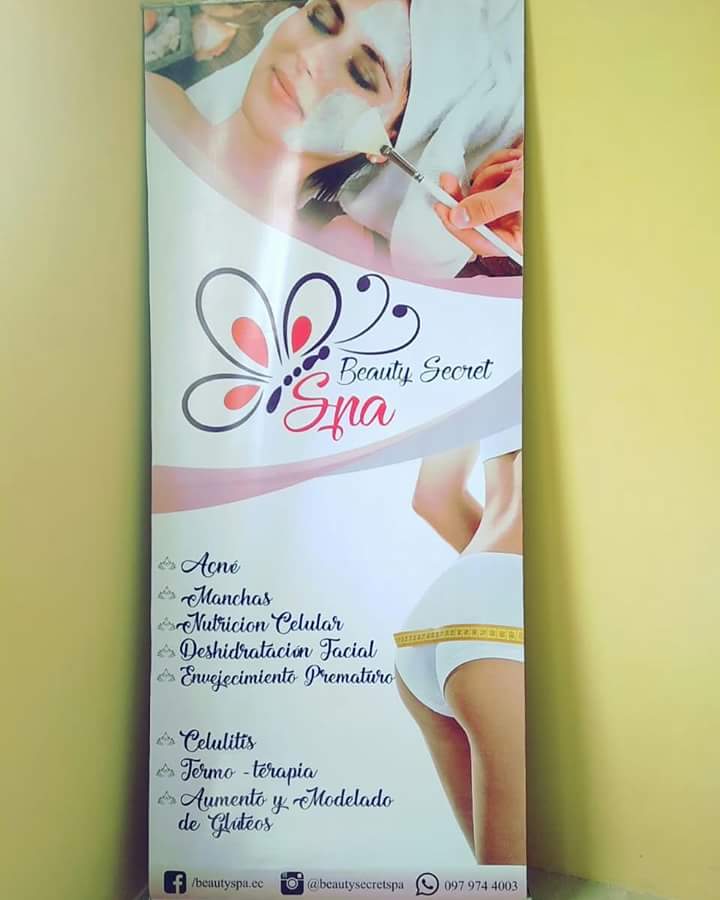 Beauty Secret
Spa
Acné
Manchas
Nutricion Celular
Deshidratación Facial
Envejecimiento Prematuro
Celulitis
Termo - terapia
Aumento y Modelado
de Glúteos
/beautyspa.ec @beautysecretspa 097 974 4003